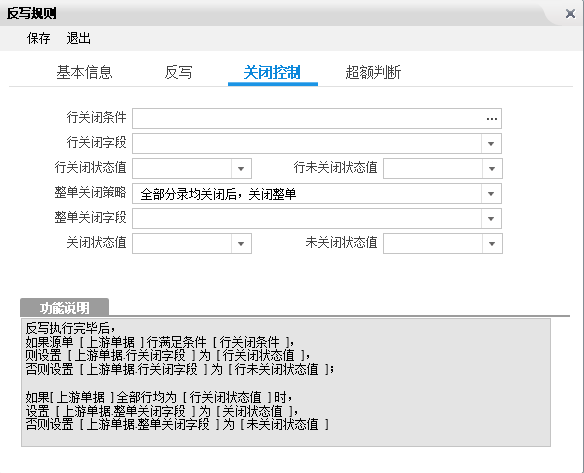 反写规则
保存 退出
基本信息 反写 关闭控制 超额判断
行关闭条件 ...
行关闭字段
行关闭状态值 行未关闭状态值
整单关闭策略 全部分录均关闭后，关闭整单
整单关闭字段
关闭状态值 未关闭状态值
功能说明
反写执行完毕后，
如果源单 [ 上游单据 ] 行满足条件 [ 行关闭条件 ]，
则设置 [ 上游单据.行关闭字段 ] 为 [ 行关闭状态值 ]，
否则设置 [ 上游单据.行关闭字段 ] 为 [ 行未关闭状态值 ]；
如果[ 上游单据 ] 全部行均为 [ 行关闭状态值 ] 时，
设置 [ 上游单据.整单关闭字段 ] 为 [ 关闭状态值 ]，
否则设置 [ 上游单据.整单关闭字段 ] 为 [ 未关闭状态值 ]